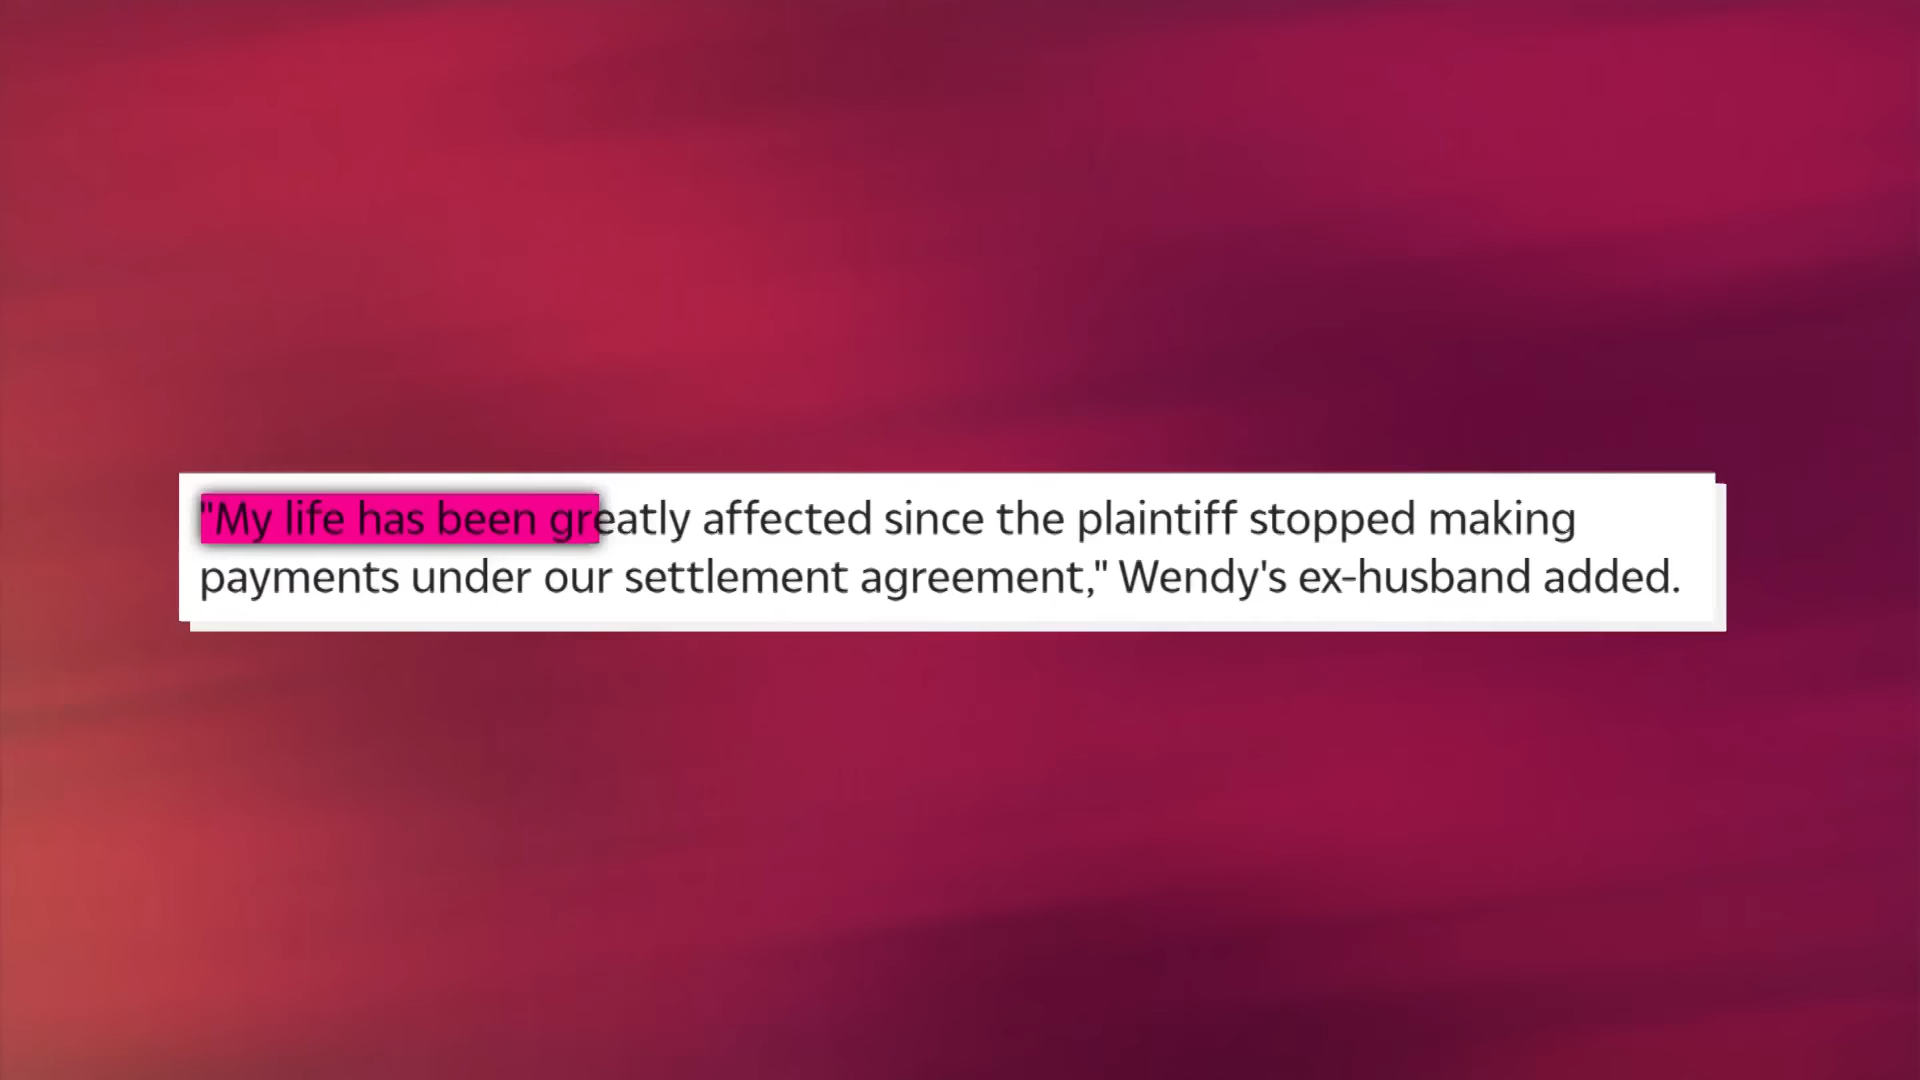 "My life has been greatly affected since the plaintiff stopped making
payments under our settlement agreement," Wendy's ex-husband added.